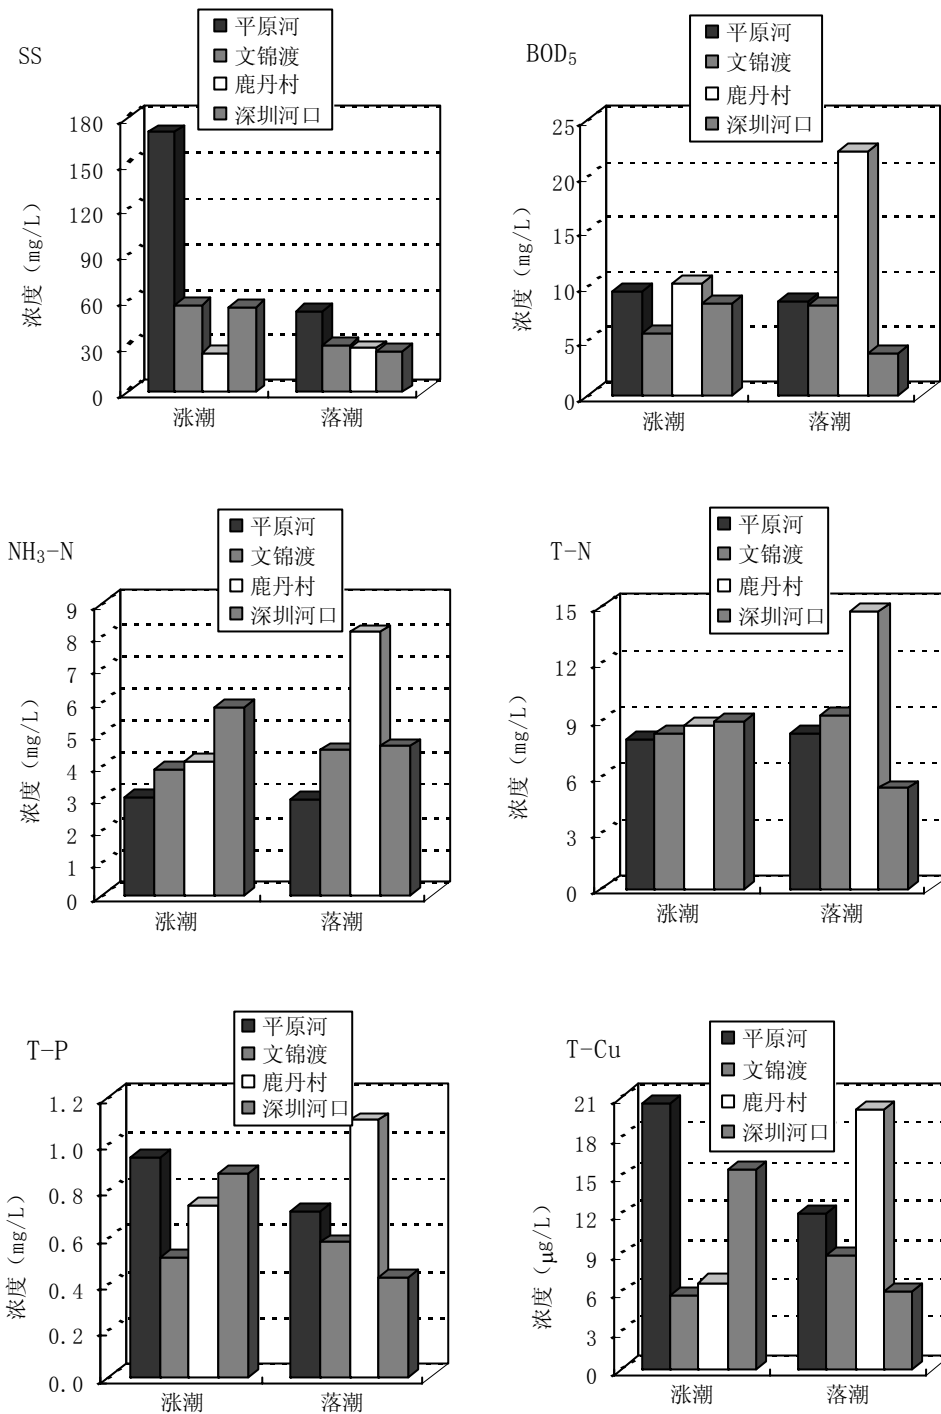 SS
平原河
文锦渡
鹿丹村
深圳河口
浓度 (mg/L)
180
150
120
90
60
30
0
涨潮
落潮
BOD₅
平原河
文锦渡
鹿丹村
深圳河口
浓度 (mg/L)
25
20
15
10
5
0
涨潮
落潮
NH₃-N
平原河
文锦渡
鹿丹村
深圳河口
浓度 (mg/L)
9
8
7
6
5
4
3
2
1
0
涨潮
落潮
T-N
平原河
文锦渡
鹿丹村
深圳河口
浓度 (mg/L)
15
12
9
6
3
0
涨潮
落潮
T-P
平原河
文锦渡
鹿丹村
深圳河口
浓度 (mg/L)
1.2
1.0
0.8
0.6
0.4
0.2
0.0
涨潮
落潮
T-Cu
平原河
文锦渡
鹿丹村
深圳河口
浓度 (μg/L)
21
18
15
12
9
6
3
0
涨潮
落潮